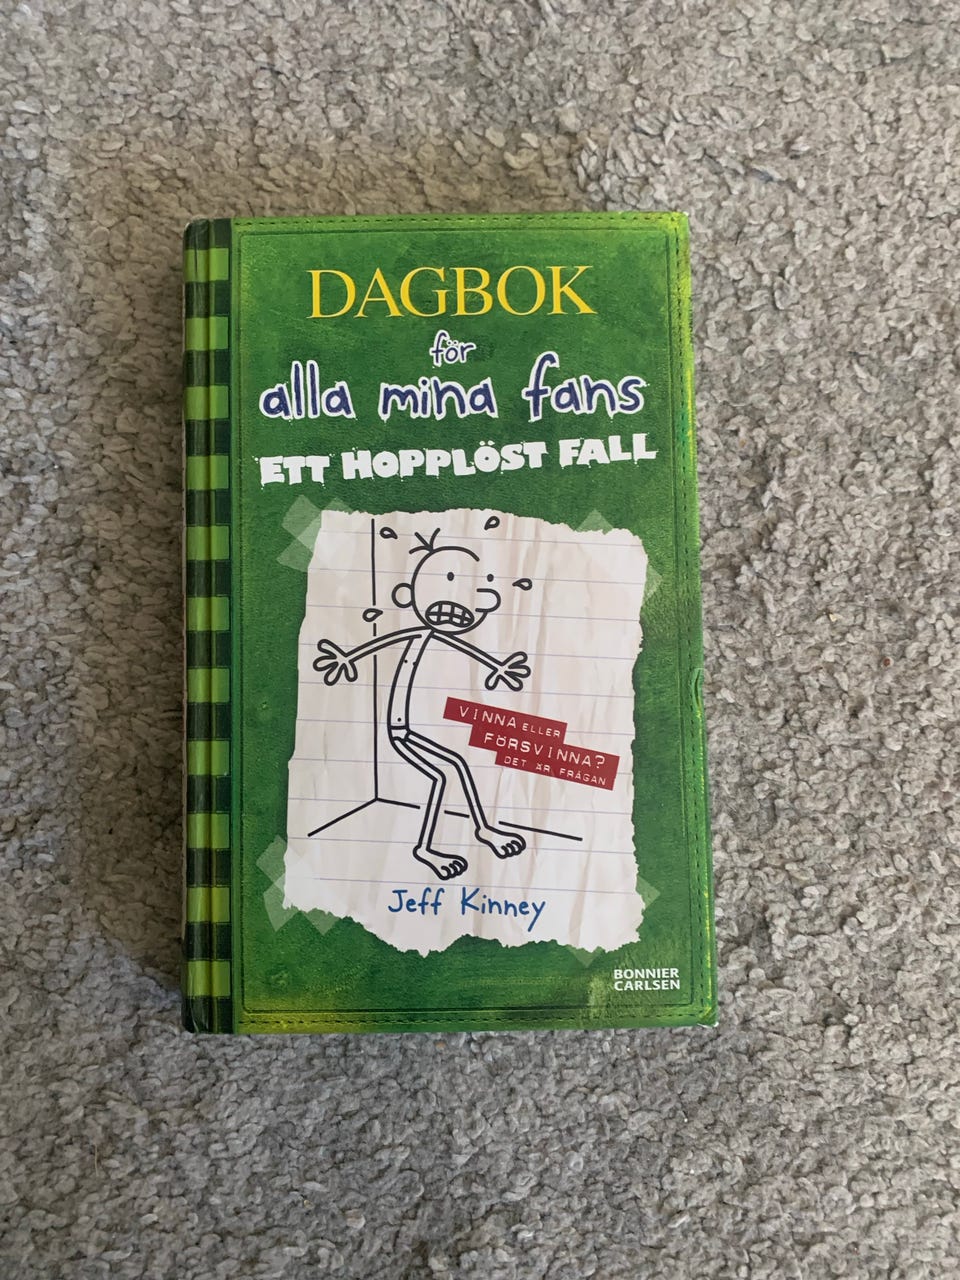 DAGBOK
för
alla mina fans
ETT HOPPLÖST FALL
VINNA ELLER
FÖRSVINNA?
DET ÄR FRÅGAN
Jeff Kinney
BONNIER
CARLSEN